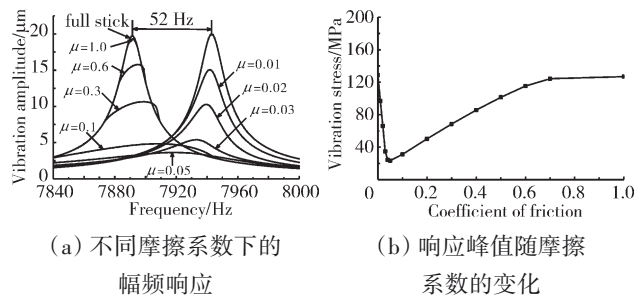 Vibration amplitude/μm
20
15
10
5
0
full stick
52 Hz
μ=1.0
μ=0.6
μ=0.3
μ=0.1
μ=0.01
μ=0.02
μ=0.03
μ=0.05
7840 7880 7920 7960 8000
Frequency/Hz
(a) 不同摩擦系数下的
幅频响应
Vibration stress/MPa
200
160
120
80
40
0 0.2 0.4 0.6 0.8 1.0
Coefficient of friction
(b) 响应峰值随摩擦
系数的变化